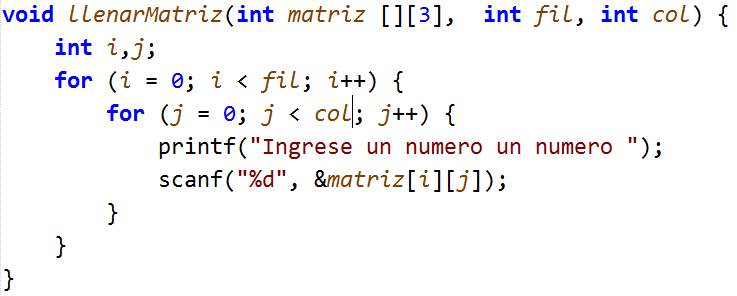 void llenarMatriz(int matriz [][3],  int fil, int col) {
    int i,j;
    for (i = 0; i < fil; i++) {
        for (j = 0; j < col; j++) {
            printf("Ingrese un numero un numero ");
            scanf("%d", &matriz[i][j]);
        }
    }
}